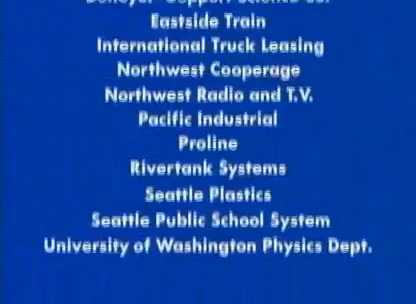 Eastside Train
International Truck Leasing
Northwest Cooperage
Northwest Radio and T.V.
Pacific Industrial
Proline
Rivertank Systems
Seattle Plastics
Seattle Public School System
University of Washington Physics Dept.